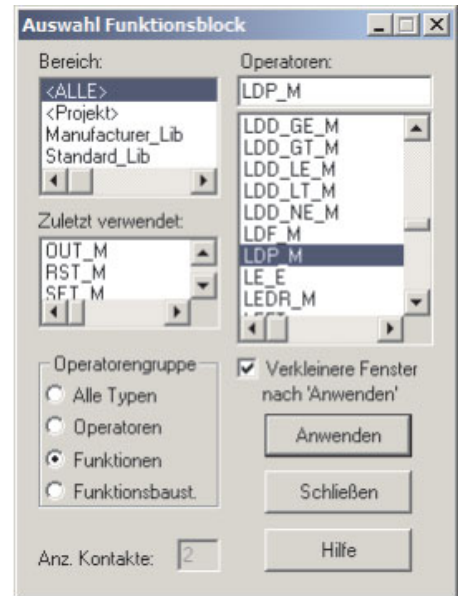 Auswahl Funktionsblock
Bereich:
<ALLE>
<Projekt>
Manufacturer_Lib
Standard_Lib
Zuletzt verwendet:
OUT_M
RST_M
SET_M
Operatorengruppe
Alle Typen
Operatoren
Funktionen
Funktionsbaust.
Anz. Kontakte: 2
Operatoren:
LDP_M
LDD_GE_M
LDD_GT_M
LDD_LE_M
LDD_LT_M
LDD_NE_M
LDF_M
LDP_M
LE_E
LEDR_M
Verkleinere Fenster
nach 'Anwenden'
Anwenden
Schließen
Hilfe